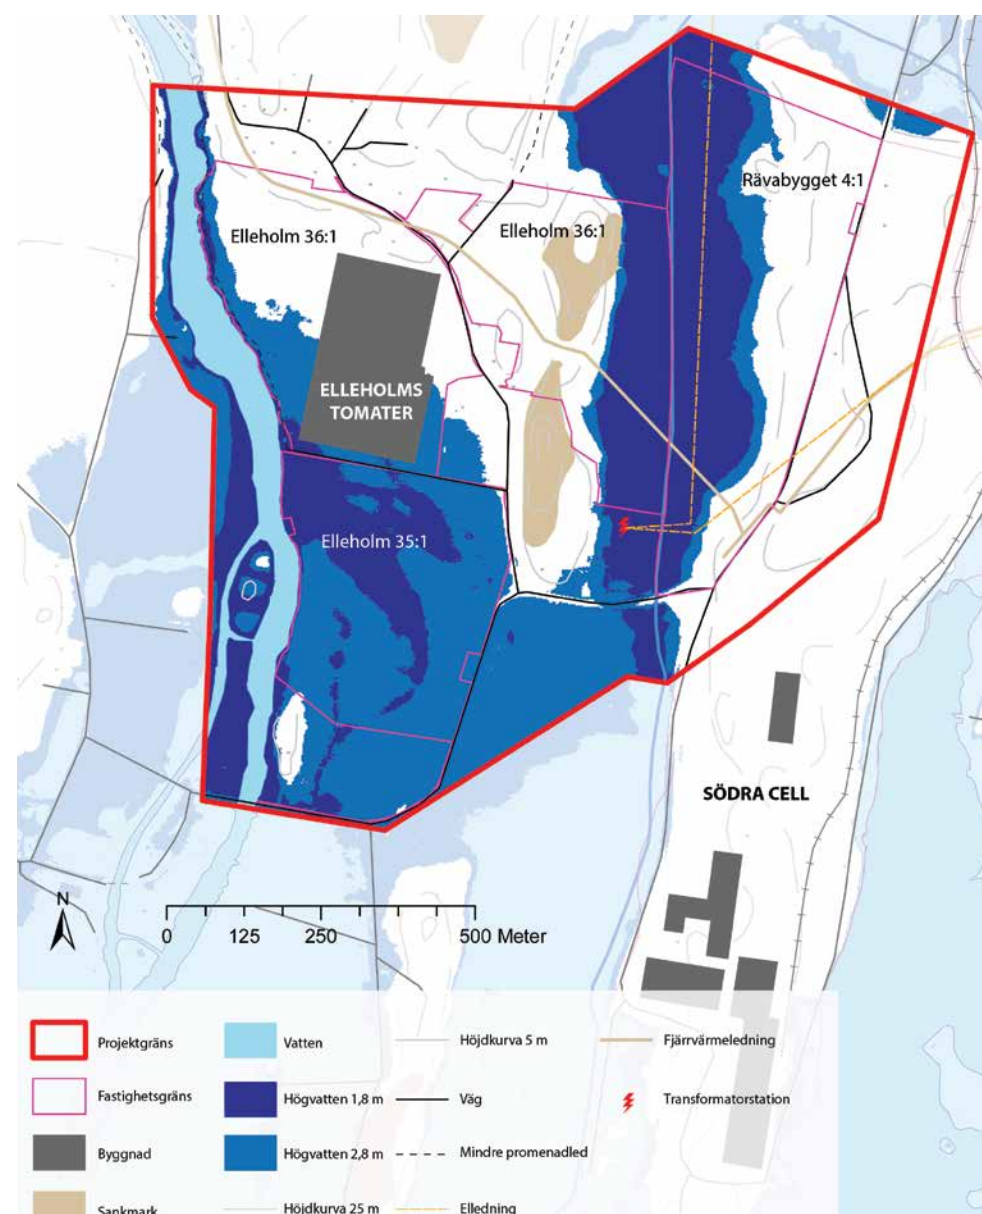 Rävabygget 4:1
Elleholm 36:1
Elleholm 36:1
ELLEHOLMS
TOMATER
Elleholm 35:1
SÖDRA CELL
N
0 125 250 500 Meter
Projektgräns
Vatten
Höjdkurva 5 m
Fjärrvärmeledning
Fastighetsgräns
Högvatten 1,8 m
Väg
Transformatorstation
Byggnad
Högvatten 2,8 m
Mindre promenadled
Sankmark
Höjdkurva 25 m
Elledning